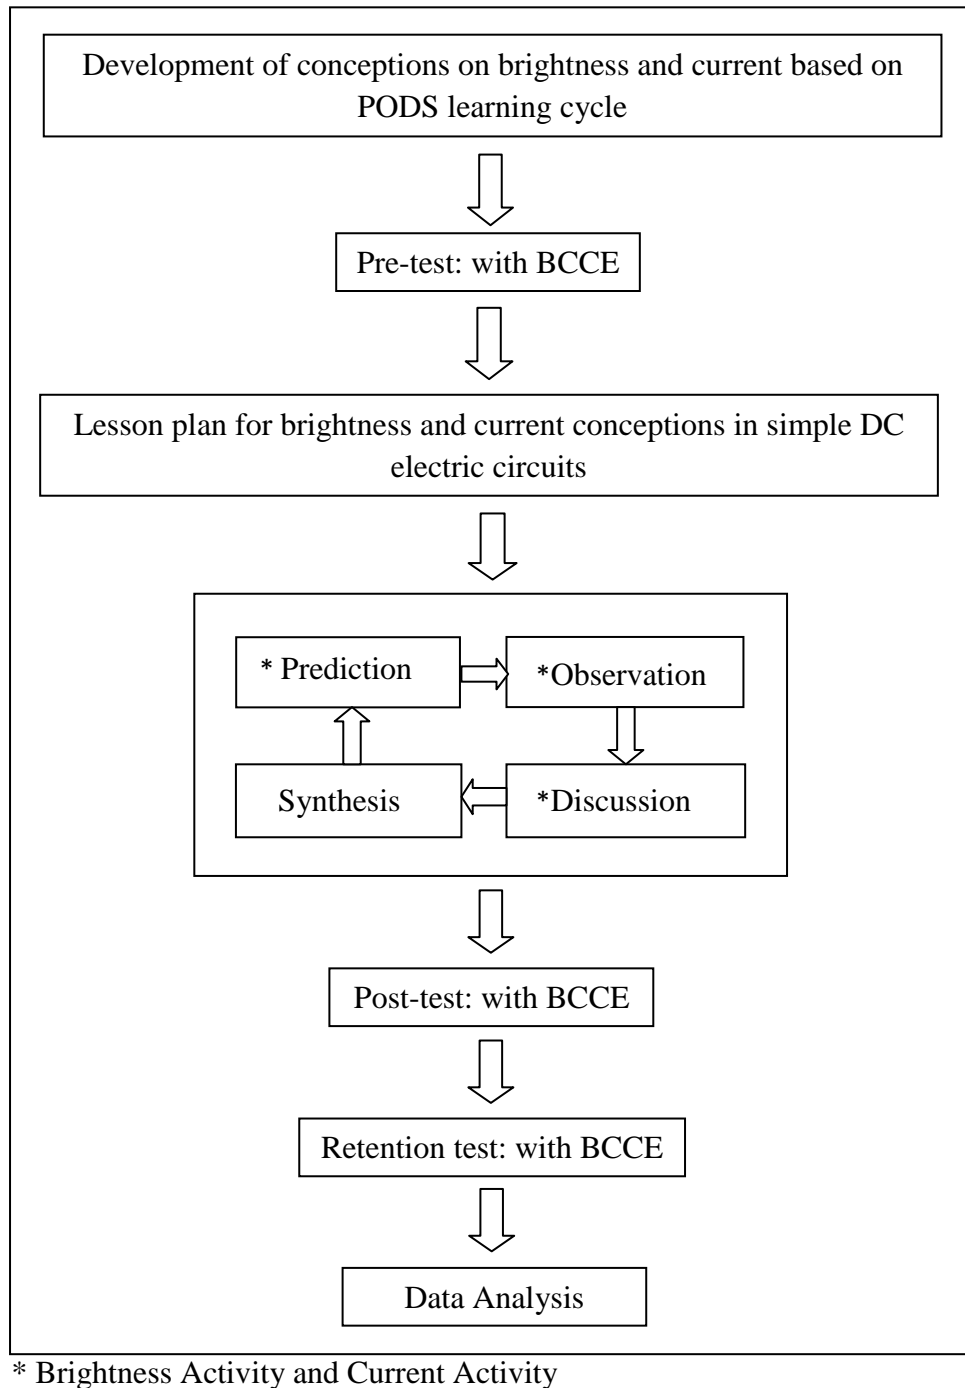 Development of conceptions on brightness and current based on
PODS learning cycle
Pre-test: with BCCE
Lesson plan for brightness and current conceptions in simple DC
electric circuits
* Prediction
*Observation
Synthesis
*Discussion
Post-test: with BCCE
Retention test: with BCCE
Data Analysis
* Brightness Activity and Current Activity